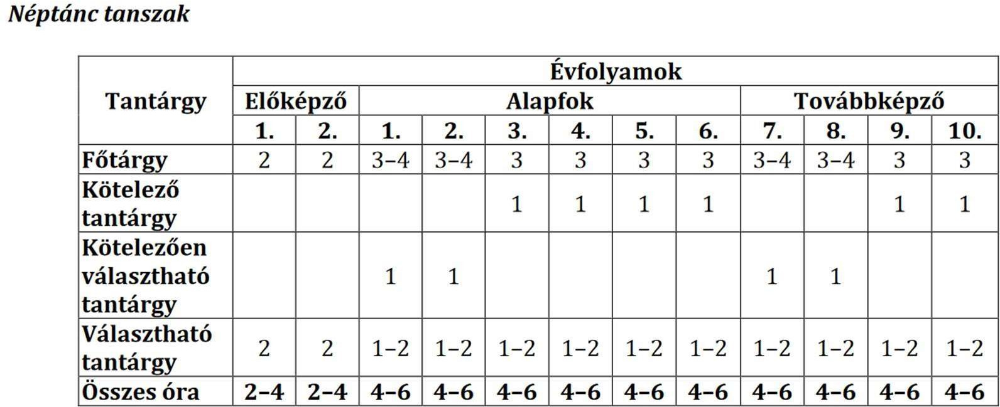 Néptánc tanszak
Évfolyamok
Tantárgy Előképző Alapfok Továbbképző
1. 2. 1. 2. 3. 4. 5. 6. 7. 8. 9. 10.
Főtárgy 2 2 3–4 3–4 3 3 3 3 3–4 3–4 3 3
Kötelező
tantárgy 1 1 1 1 1 1
Kötelezően
választható 1 1 1 1
tantárgy
Választható
tantárgy 2 2 1–2 1–2 1–2 1–2 1–2 1–2 1–2 1–2 1–2 1–2
Összes óra 2–4 2–4 4–6 4–6 4–6 4–6 4–6 4–6 4–6 4–6 4–6 4–6